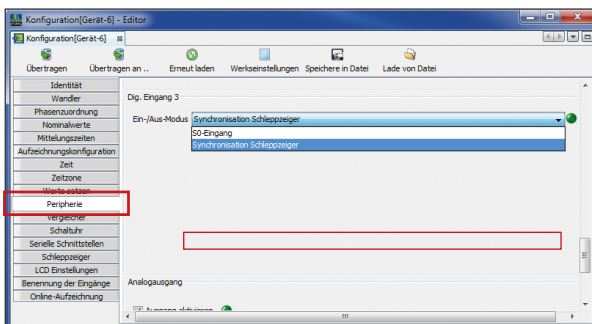 Konfiguration[Gerät-6] - Editor
Konfiguration[Gerät-6]
Übertragen Übertragen an .. Erneut laden Werkseinstellungen Speichere in Datei Lade von Datei
Identität
Wandler
Phasenzuordnung
Nominalwerte
Mittelungszeiten
Aufzeichnungskonfiguration
Zeit
Zeitzone
Werte setzen
Peripherie
Vergleicher
Schaltuhr
Serielle Schnittstellen
Schleppzeiger
LCD Einstellungen
Benennung der Eingänge
Online-Aufzeichnung
Dig. Eingang 3
Ein-/Aus-Modus Synchronisation Schleppzeiger
S0-Eingang
Synchronisation Schleppzeiger
Analogausgang
Ausgang aktivieren